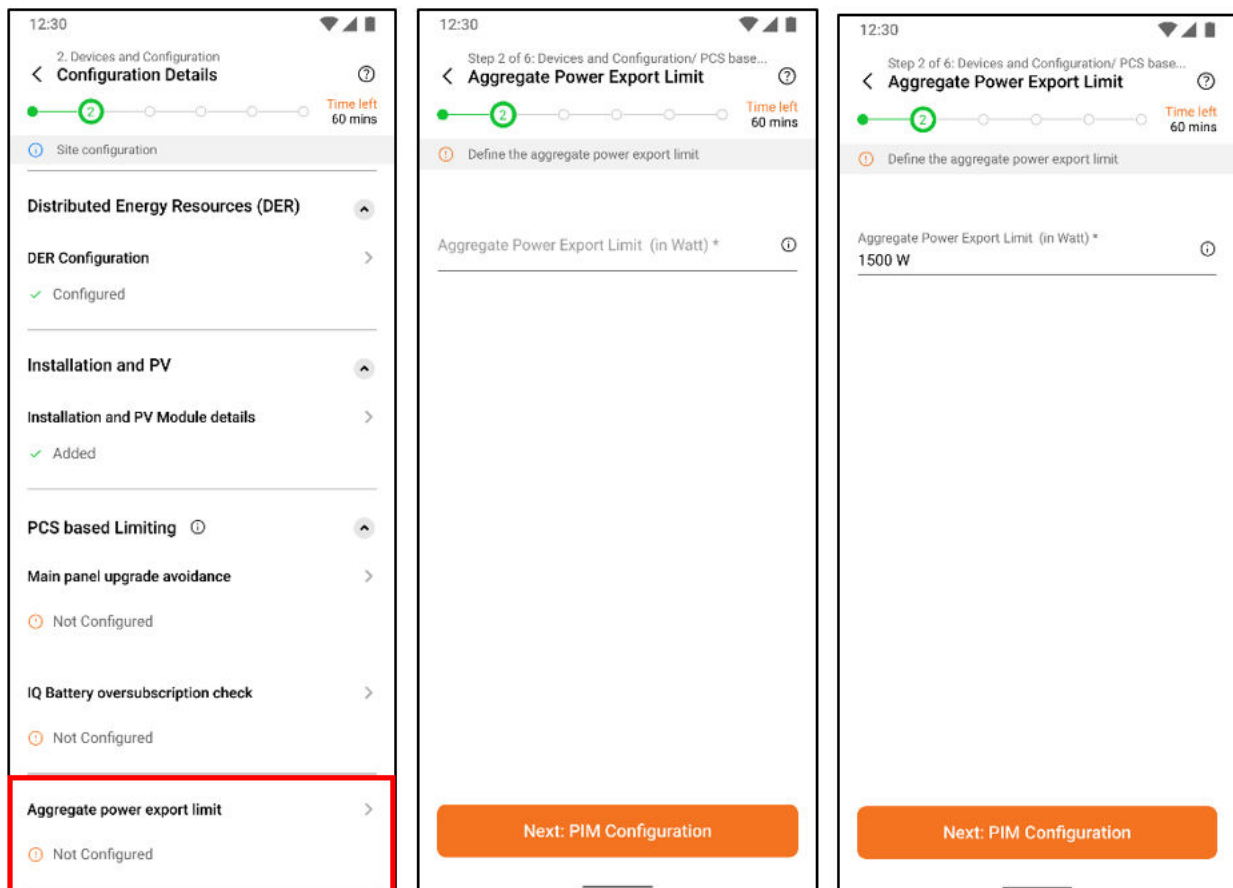 12:30
2. Devices and Configuration
Configuration Details
2
Time left
60 mins
Site configuration
Distributed Energy Resources (DER)
DER Configuration
Configured
Installation and PV
Installation and PV Module details
Added
PCS based Limiting
Main panel upgrade avoidance
Not Configured
IQ Battery oversubscription check
Not Configured
Aggregate power export limit
Not Configured
12:30
Step 2 of 6: Devices and Configuration/ PCS base...
Aggregate Power Export Limit
2
Time left
60 mins
Define the aggregate power export limit
Aggregate Power Export Limit (in Watt) *
Next: PIM Configuration
12:30
Step 2 of 6: Devices and Configuration/ PCS base...
Aggregate Power Export Limit
2
Time left
60 mins
Define the aggregate power export limit
Aggregate Power Export Limit (in Watt) *
1500 W
Next: PIM Configuration